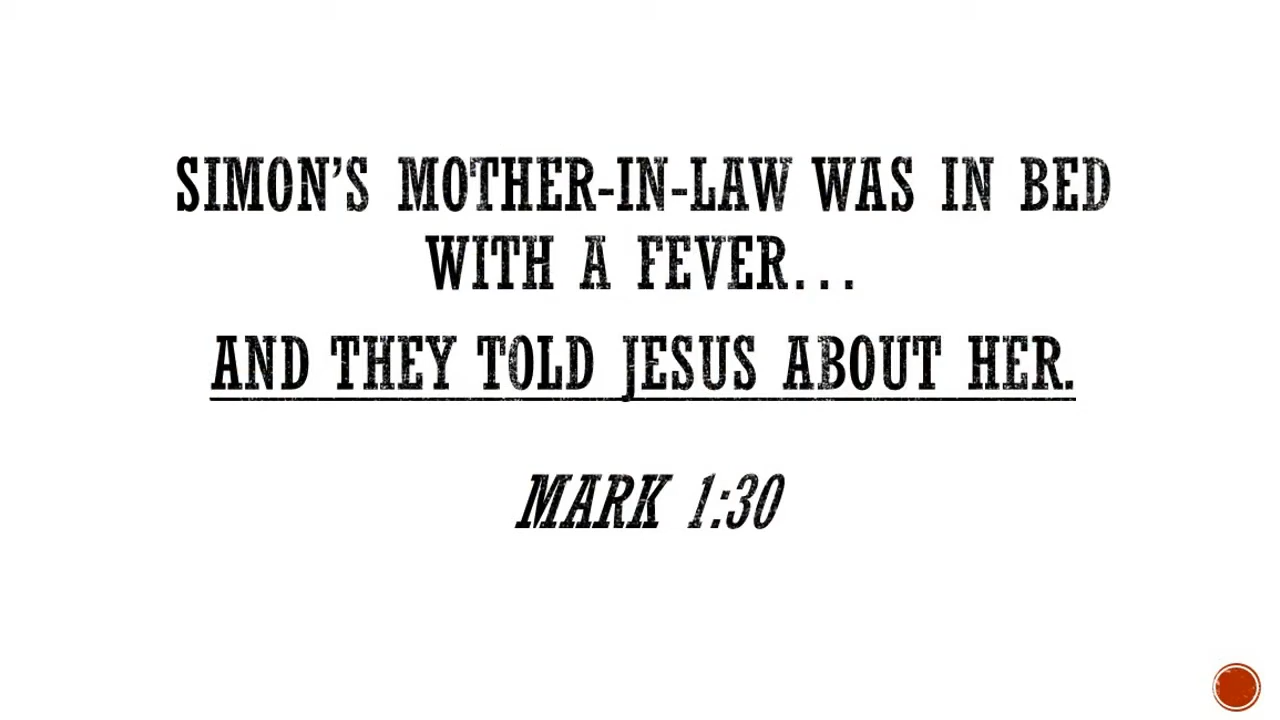 SIMON’S MOTHER-IN-LAW WAS IN BED
WITH A FEVER…
AND THEY TOLD JESUS ABOUT HER.
MARK 1:30